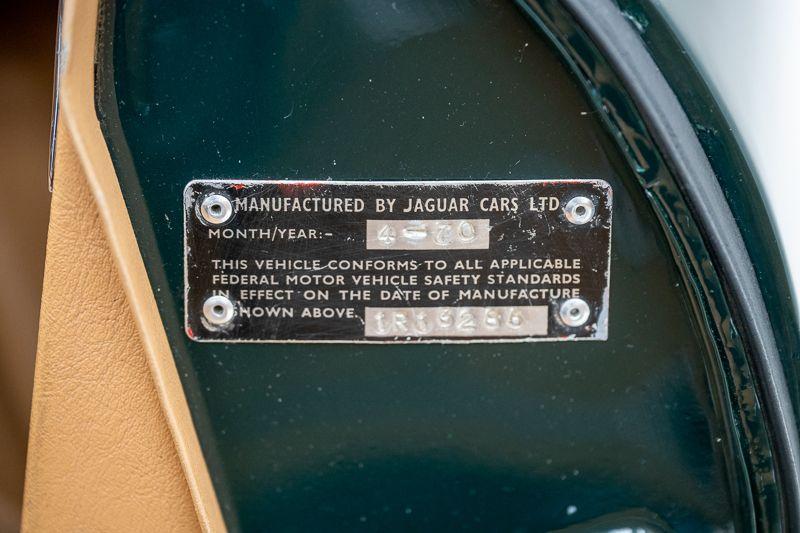 MANUFACTURED BY JAGUAR CARS LTD
MONTH/YEAR:- 4-70
THIS VEHICLE CONFORMS TO ALL APPLICABLE
FEDERAL MOTOR VEHICLE SAFETY STANDARDS
IN EFFECT ON THE DATE OF MANUFACTURE
SHOWN ABOVE.